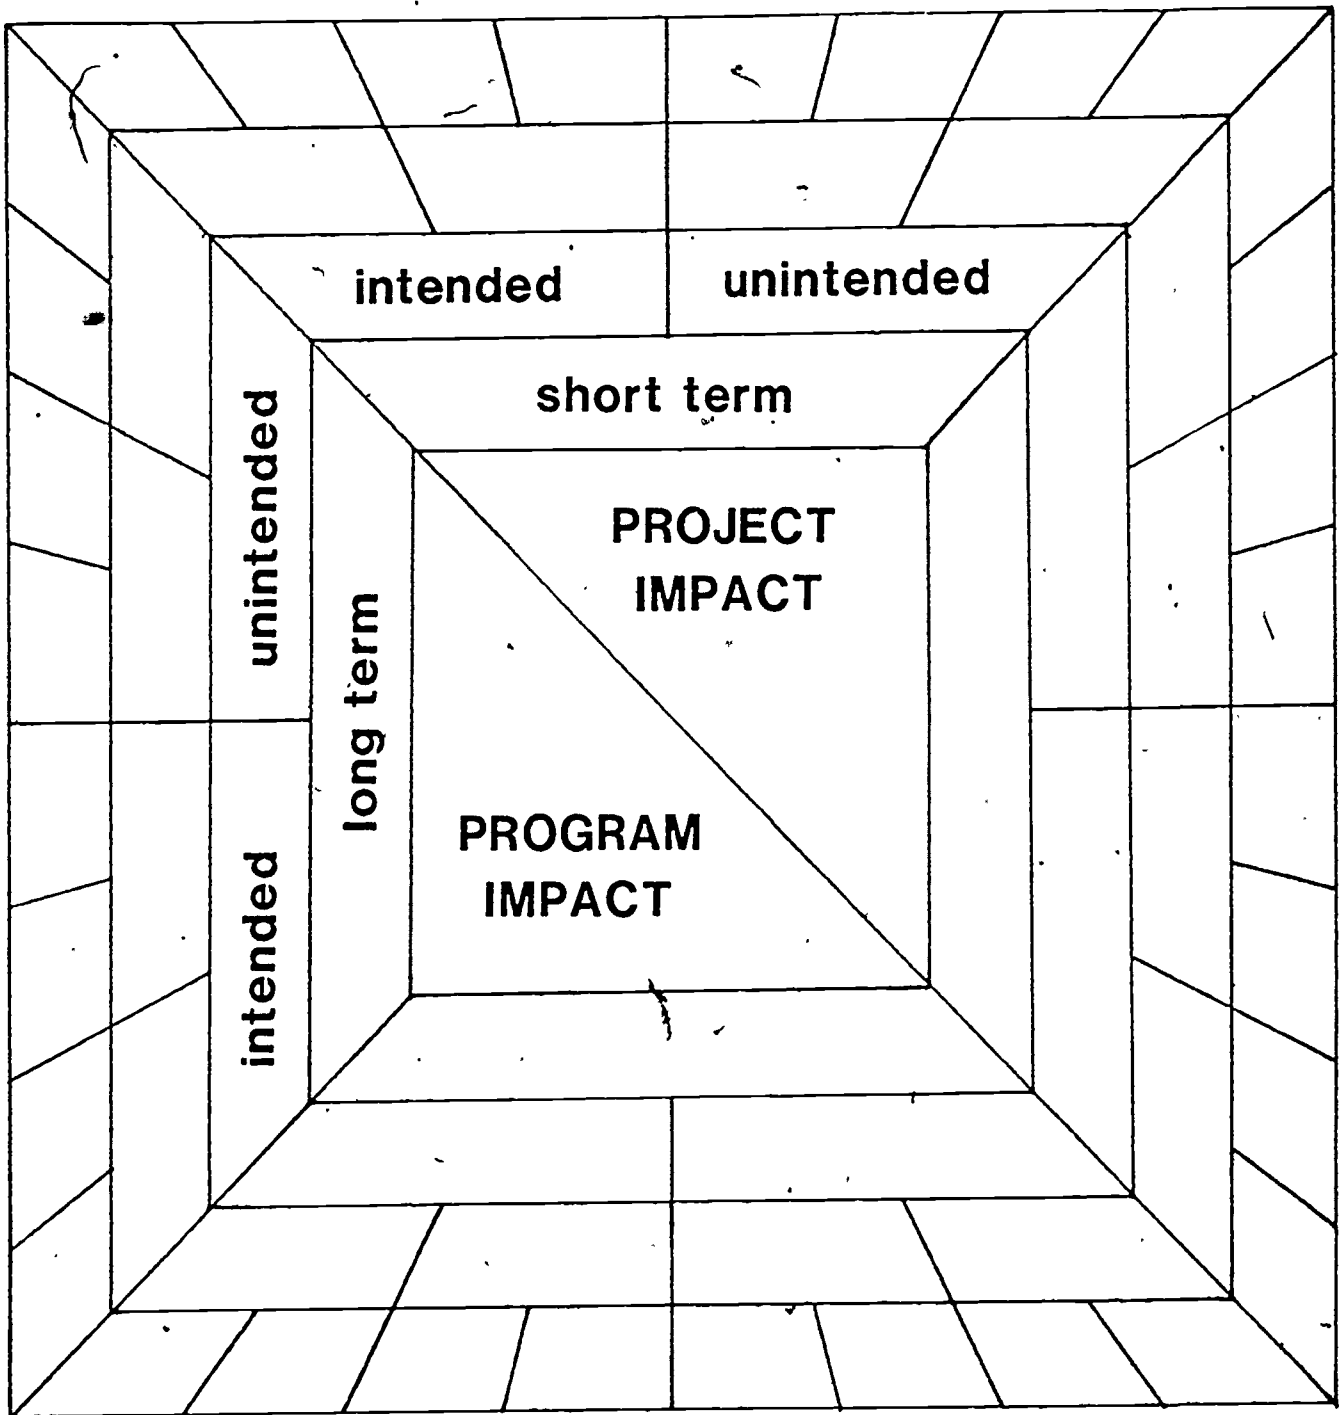 intended
unintended
short term
unintended
intended
long term
PROJECT
IMPACT
PROGRAM
IMPACT